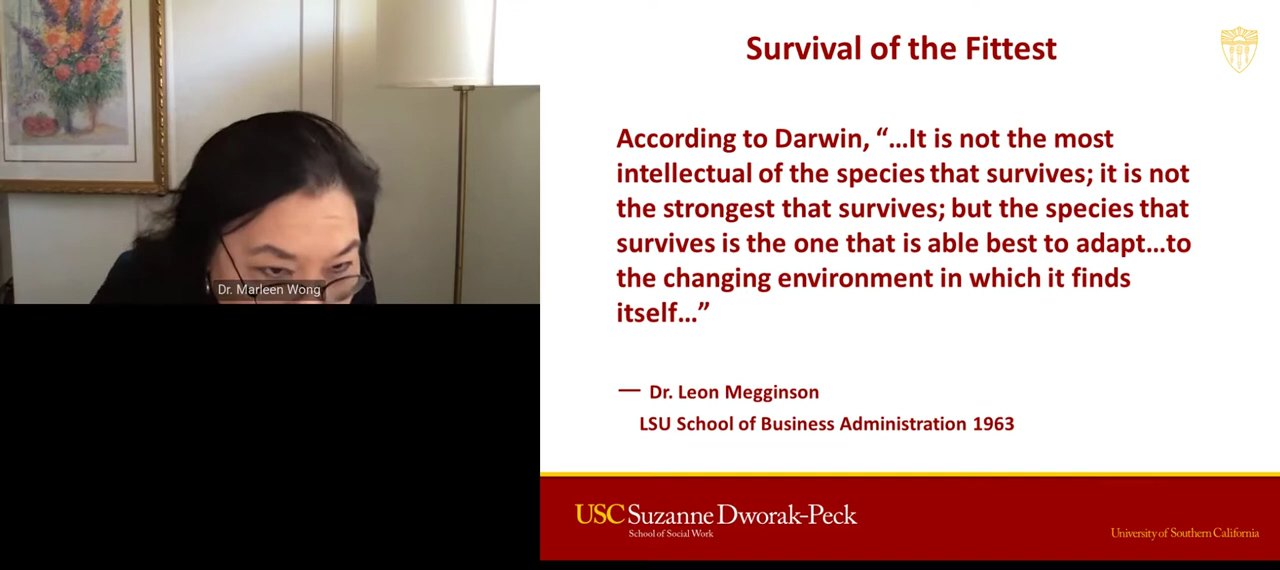 Dr. Marleen Wong
Survival of the Fittest
According to Darwin, “…It is not the most
intellectual of the species that survives; it is not
the strongest that survives; but the species that
survives is the one that is able best to adapt…to
the changing environment in which it finds
itself…”
— Dr. Leon Megginson
LSU School of Business Administration 1963
USC Suzanne Dworak-Peck
School of Social Work
University of Southern California